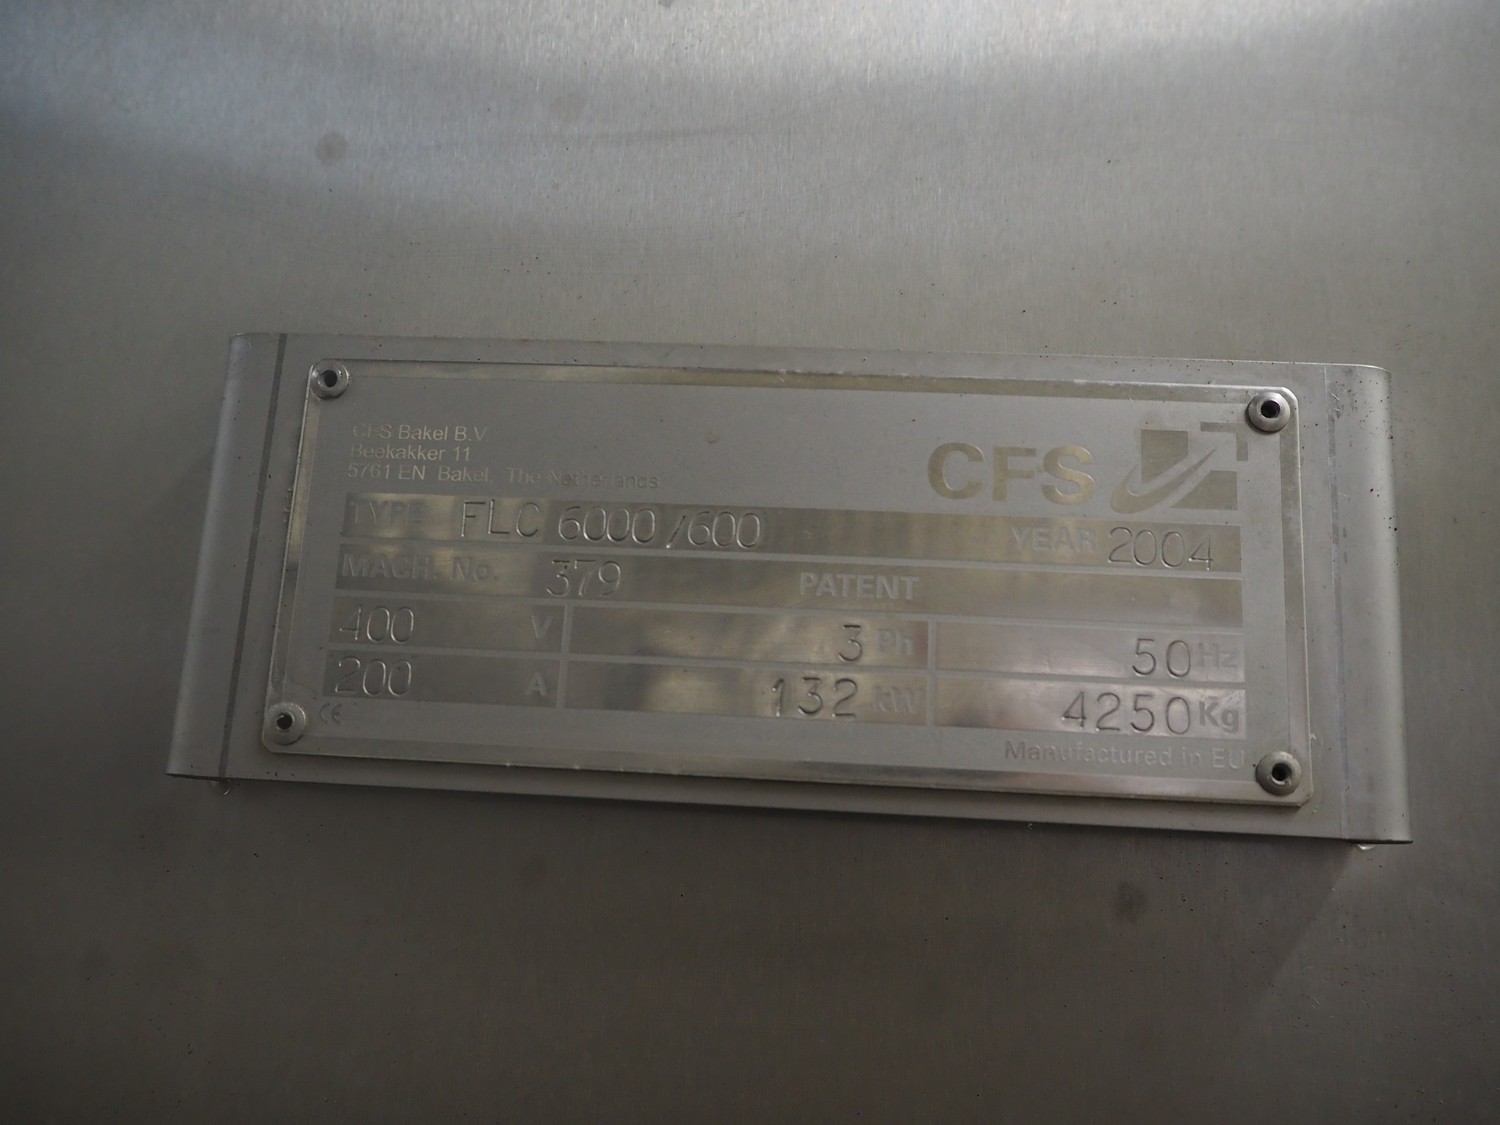 CFS Bakel B.V.
Beekakker 11
5761 EN Bakel, The Netherlands
CFS
TYPE FLC 6000/600 YEAR 2004
MACH. No. 379 PATENT
400 V 3 Ph 50 Hz
200 A 132 kW 4250 Kg
CE
Manufactured in EU